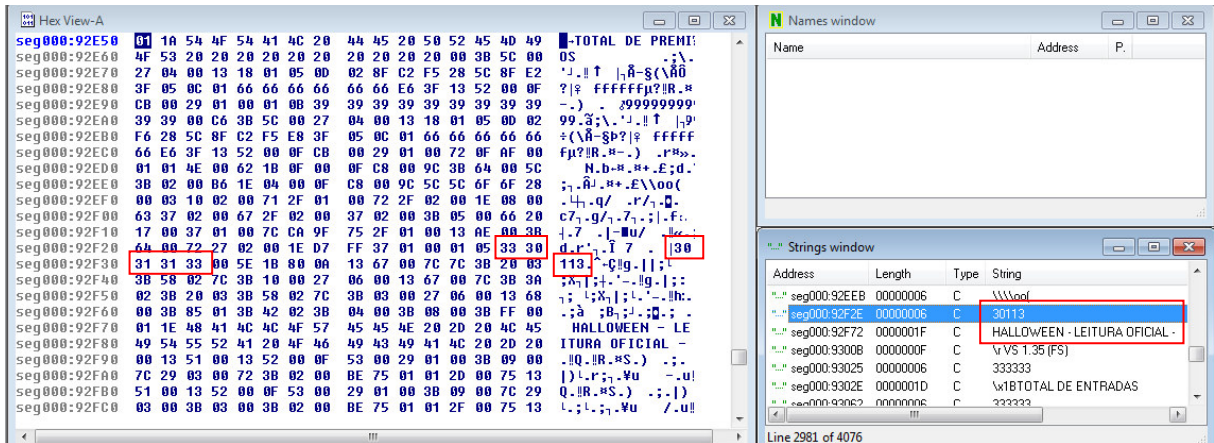 Hex View-A
seg000:92E50 01 1A 54 4F 54 41 4C 20 44 45 20 50 52 45 4D 49 TOTAL DE PREMI
seg000:92E60 4F 53 20 20 20 20 20 20 20 20 20 20 00 3B 5C 00 OS .;\.
seg000:92E70 27 04 00 13 18 01 05 0D 02 8F C2 F5 28 5C 8F E2
seg000:92E80 3F 05 0C 01 66 66 66 66 66 66 E6 3F 13 52 00 0F
seg000:92E90 CB 00 29 01 00 01 0B 39 39 39 39 39 39 39 39 39
seg000:92EA0 39 39 00 C6 3B 5C 00 27 04 00 13 18 01 05 0D 02
seg000:92EB0 F6 28 5C 8F C2 F5 E8 3F 05 0C 01 66 66 66 66 66
seg000:92EC0 66 E6 3F 13 52 00 0F CB 00 29 01 00 72 0F AF 00
seg000:92ED0 01 01 4E 00 62 1B 0F 00 0F C8 00 9C 3B 64 00 5C
seg000:92EE0 3B 02 00 B6 1E 04 00 0F C8 00 9C 5C 5C 6F 6F 28
seg000:92EF0 00 03 10 02 00 71 2F 01 00 72 2F 02 00 1E 08 00
seg000:92F00 63 37 02 00 67 2F 02 00 37 02 00 3B 05 00 66 20
seg000:92F10 17 00 37 01 00 7C CA 9F 75 2F 01 00 13 AE 00 3B
seg000:92F20 64 00 72 27 02 00 1E D7 FF 37 01 00 01 05 33 30 30
seg000:92F30 31 31 33 00 5E 1B 80 0A 13 67 00 7C 7C 3B 20 03 113.
seg000:92F40 3B 58 02 7C 3B 10 00 27 06 00 13 67 00 7C 3B 3A
seg000:92F50 02 3B 20 03 3B 58 02 7C 3B 03 00 27 06 00 13 68
seg000:92F60 00 3B 85 01 3B 42 02 3B 04 00 3B 08 00 3B FF 00
seg000:92F70 01 1E 48 41 4C 4C 4F 57 45 45 4E 20 2D 20 4C 45 HALLOWEEN - LE
seg000:92F80 49 54 55 52 41 20 4F 46 49 43 49 41 4C 20 2D 20 ITURA OFICIAL -
seg000:92F90 00 13 51 00 13 52 00 0F 53 00 29 01 00 3B 09 00
seg000:92FA0 7C 29 03 00 72 3B 02 00 BE 75 01 01 2D 00 75 13
seg000:92FB0 51 00 13 52 00 0F 53 00 29 01 00 3B 09 00 7C 29
seg000:92FC0 03 00 3B 03 00 3B 02 00 BE 75 01 01 2F 00 75 13
Names window
Name Address P.
Strings window
Address Length Type String
seg000:92EEB 00000006 C \\\\oo(
seg000:92F2E 00000006 C 30113
seg000:92F72 0000001F C HALLOWEEN - LEITURA OFICIAL -
seg000:9300B 0000000F C \r VS 1.35 (FS)
seg000:93025 00000006 C 333333
seg000:9302E 0000001D C \x1BTOTAL DE ENTRADAS
seg000:93062 00000006 C 333333
Line 2981 of 4076